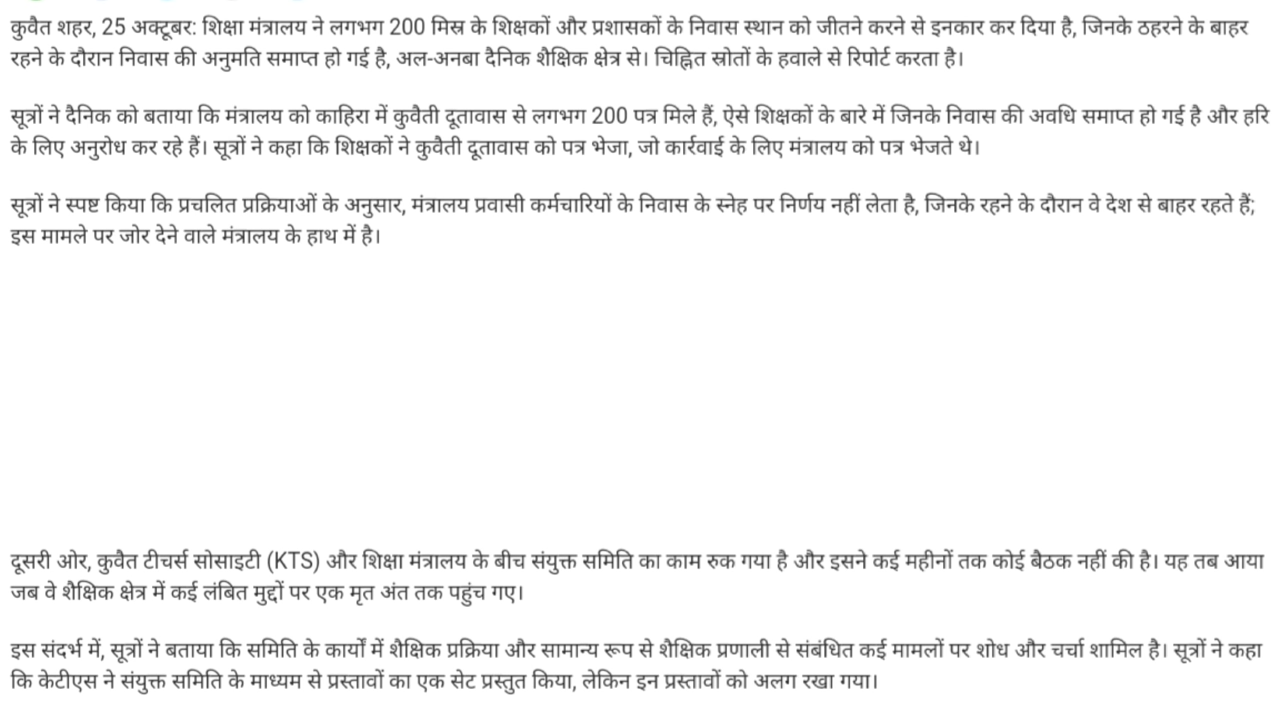 कुवैत शहर, 25 अक्टूबर: शिक्षा मंत्रालय ने लगभग 200 मिस्र के शिक्षकों और प्रशासकों के निवास स्थान को जीतने करने से इनकार कर दिया है, जिनके ठहरने के बाहर
रहने के दौरान निवास की अनुमति समाप्त हो गई है, अल-अनबा दैनिक शैक्षिक क्षेत्र से। चिह्नित स्रोतों के हवाले से रिपोर्ट करता है।
सूत्रों ने दैनिक को बताया कि मंत्रालय को काहिरा में कुवैती दूतावास से लगभग 200 पत्र मिले हैं, ऐसे शिक्षकों के बारे में जिनके निवास की अवधि समाप्त हो गई है और हरि
के लिए अनुरोध कर रहे हैं। सूत्रों ने कहा कि शिक्षकों ने कुवैती दूतावास को पत्र भेजा, जो कार्रवाई के लिए मंत्रालय को पत्र भेजते थे।
सूत्रों ने स्पष्ट किया कि प्रचलित प्रक्रियाओं के अनुसार, मंत्रालय प्रवासी कर्मचारियों के निवास के स्नेह पर निर्णय नहीं लेता है, जिनके रहने के दौरान वे देश से बाहर रहते हैं;
इस मामले पर जोर देने वाले मंत्रालय के हाथ में है।
दूसरी ओर, कुवैत टीचर्स सोसाइटी (KTS) और शिक्षा मंत्रालय के बीच संयुक्त समिति का काम रुक गया है और इसने कई महीनों तक कोई बैठक नहीं की है। यह तब आया
जब वे शैक्षिक क्षेत्र में कई लंबित मुद्दों पर एक मृत अंत तक पहुंच गए।
इस संदर्भ में, सूत्रों ने बताया कि समिति के कार्यों में शैक्षिक प्रक्रिया और सामान्य रूप से शैक्षिक प्रणाली से संबंधित कई मामलों पर शोध और चर्चा शामिल है। सूत्रों ने कहा
कि केटीएस ने संयुक्त समिति के माध्यम से प्रस्तावों का एक सेट प्रस्तुत किया, लेकिन इन प्रस्तावों को अलग रखा गया।